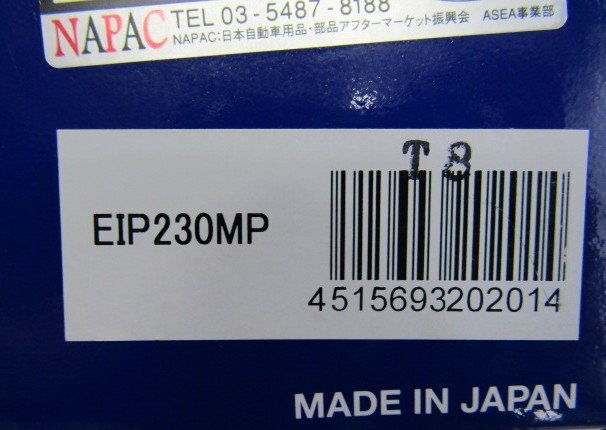 NAPAC TEL 03-5487-8188
NAPAC:日本自動車用品・部品アフターマーケット振興会 ASEA事業部
T 8
EIP230MP
4515693202014
MADE IN JAPAN